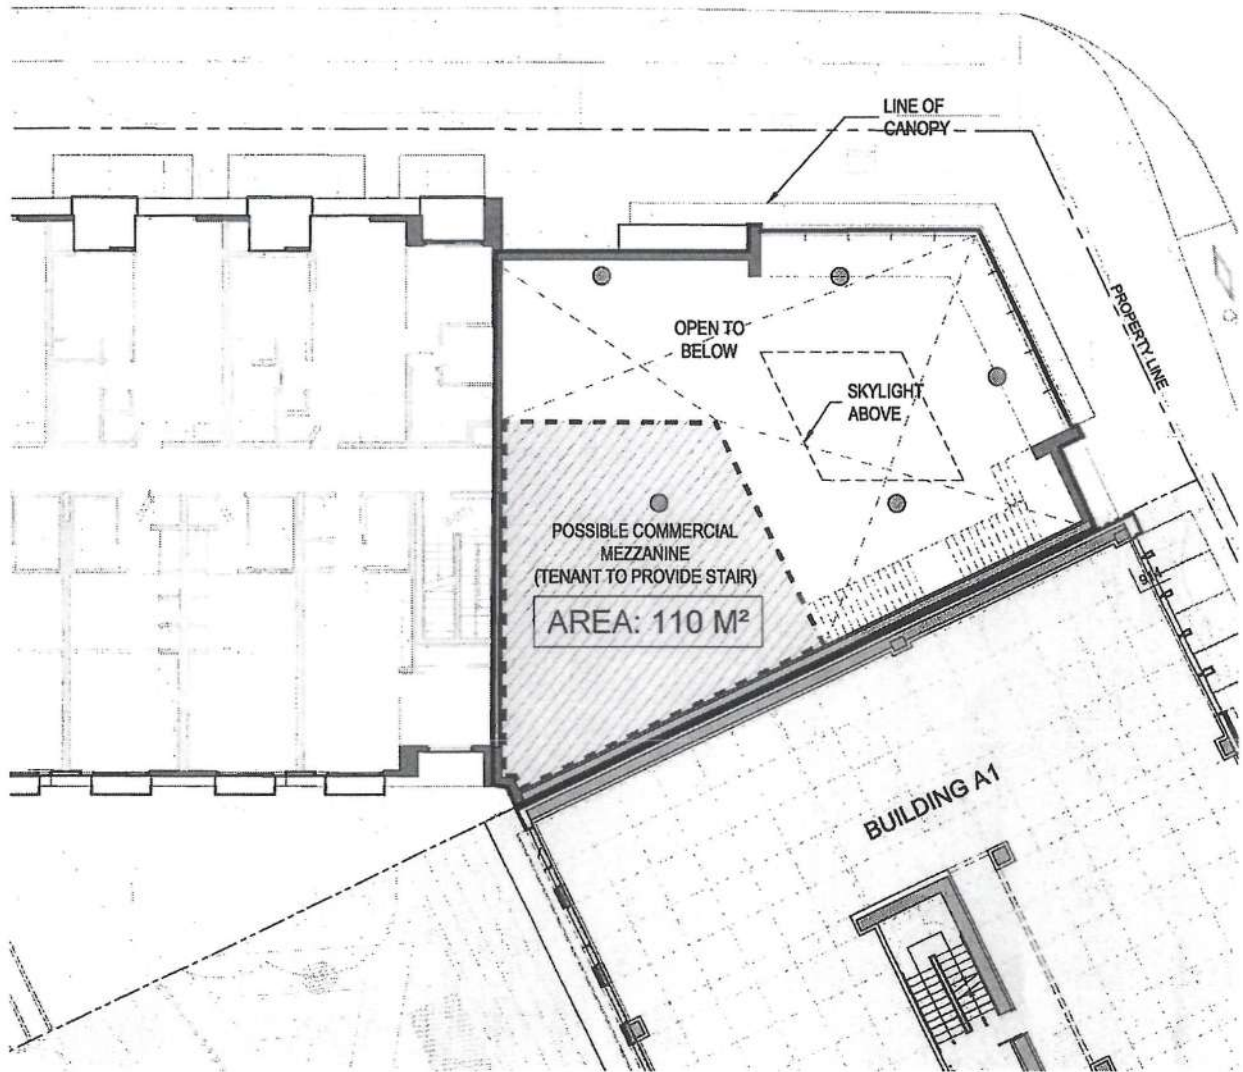 LINE OF
CANOPY
PROPERTY LINE
OPEN TO
BELOW
SKYLIGHT
ABOVE
POSSIBLE COMMERCIAL
MEZZANINE
(TENANT TO PROVIDE STAIR)
AREA: 110 M²
BUILDING A1